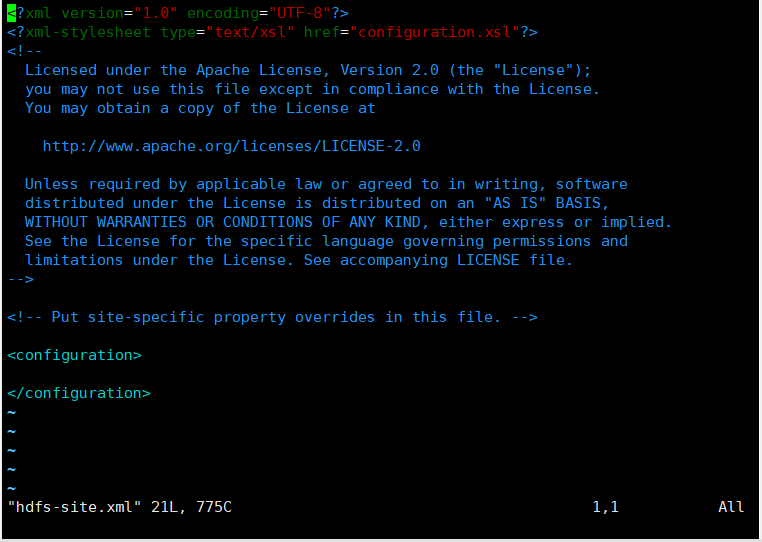 <?xml version="1.0" encoding="UTF-8"?>
<?xml-stylesheet type="text/xsl" href="configuration.xsl"?>
<!--
  Licensed under the Apache License, Version 2.0 (the "License");
  you may not use this file except in compliance with the License.
  You may obtain a copy of the License at

    http://www.apache.org/licenses/LICENSE-2.0

  Unless required by applicable law or agreed to in writing, software
  distributed under the License is distributed on an "AS IS" BASIS,
  WITHOUT WARRANTIES OR CONDITIONS OF ANY KIND, either express or implied.
  See the License for the specific language governing permissions and
  limitations under the License. See accompanying LICENSE file.
-->

<!-- Put site-specific property overrides in this file. -->

<configuration>

</configuration>
~
~
~
~
~
"hdfs-site.xml" 21L, 775C 1,1 All